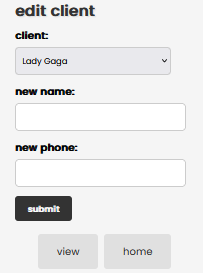 edit client
client:
Lady Gaga
new name:
new phone:
submit
view home